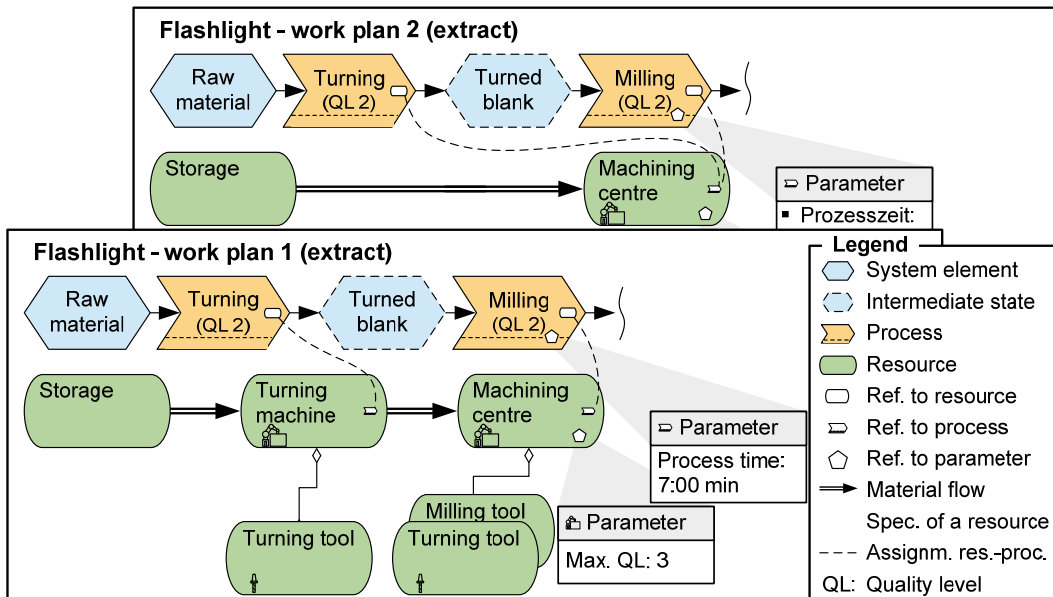 Flashlight - work plan 2 (extract)
Raw
material
Turning
(QL 2)
Turned
blank
Milling
(QL 2)
Storage
Machining
centre
Parameter
Prozesszeit:
Flashlight - work plan 1 (extract)
Raw
material
Turning
(QL 2)
Turned
blank
Milling
(QL 2)
Storage
Turning
machine
Machining
centre
Parameter
Process time:
7:00 min
Turning tool
Milling tool
Turning tool
Parameter
Max. QL: 3
Legend
System element
Intermediate state
Process
Resource
Ref. to resource
Ref. to process
Ref. to parameter
Material flow
Spec. of a resource
Assignm. res.-proc.
QL: Quality level